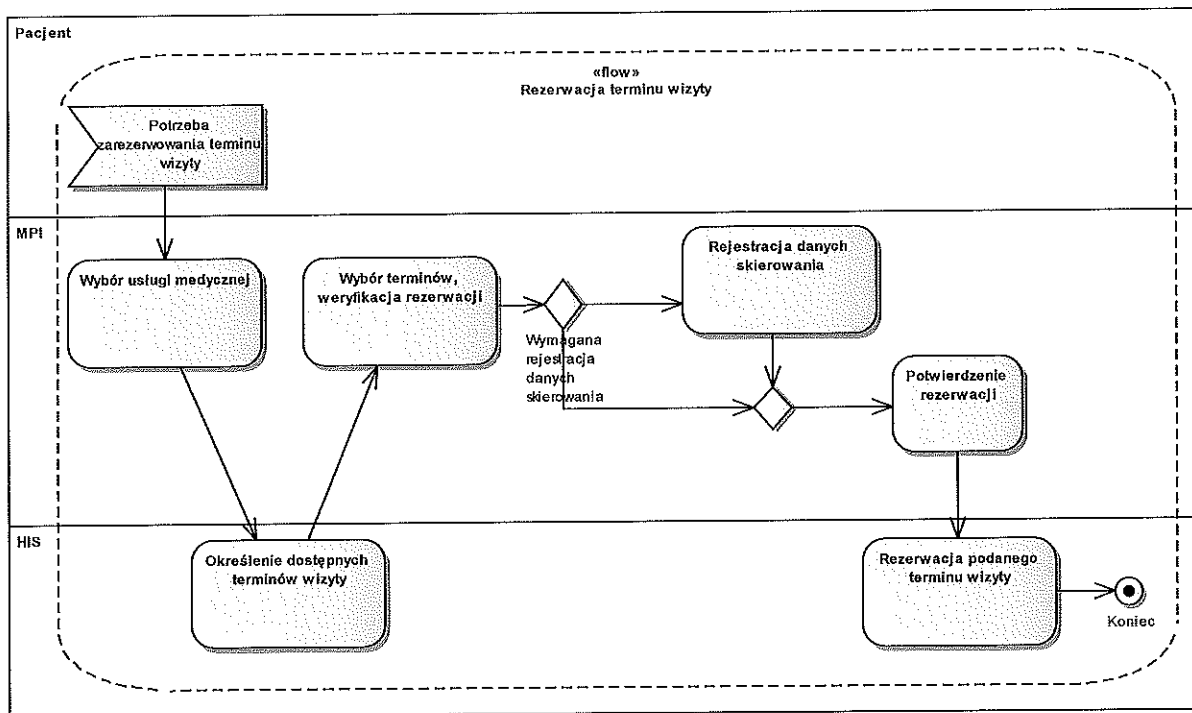 Pacjent
«flow»
Rezerwacja terminu wizyty
Potrzeba
zarezerwowania terminu
wizyty
MPI
Wybór usługi medycznej
Wybór terminów,
weryfikacja rezerwacji
Wymagana
rejestracja
danych
skierowania
Rejestracja danych
skierowania
Potwierdzenie
rezerwacji
HIS
Określenie dostępnych
terminów wizyty
Rezerwacja podanego
terminu wizyty
Koniec